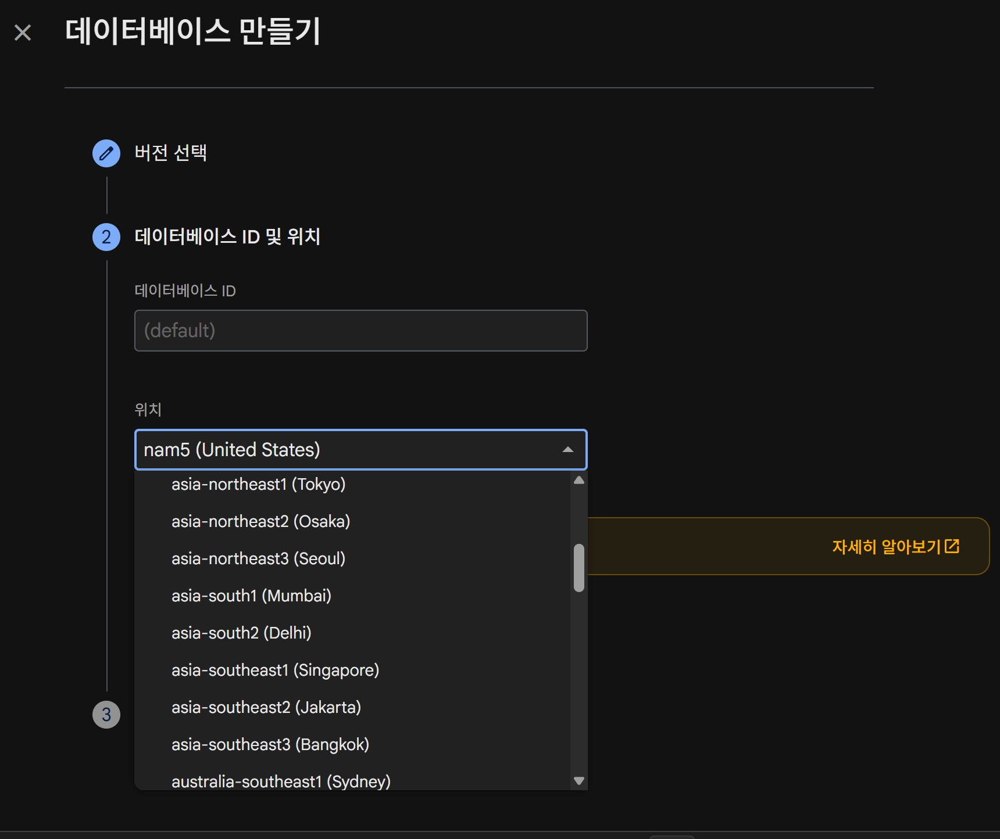 데이터베이스 만들기
버전 선택
2 데이터베이스 ID 및 위치
데이터베이스 ID
(default)
위치
nam5 (United States)
asia-northeast1 (Tokyo)
asia-northeast2 (Osaka)
자세히 알아보기
asia-northeast3 (Seoul)
asia-south1 (Mumbai)
asia-south2 (Delhi)
asia-southeast1 (Singapore)
asia-southeast2 (Jakarta)
3
asia-southeast3 (Bangkok)
australia-southeast1 (Sydney)